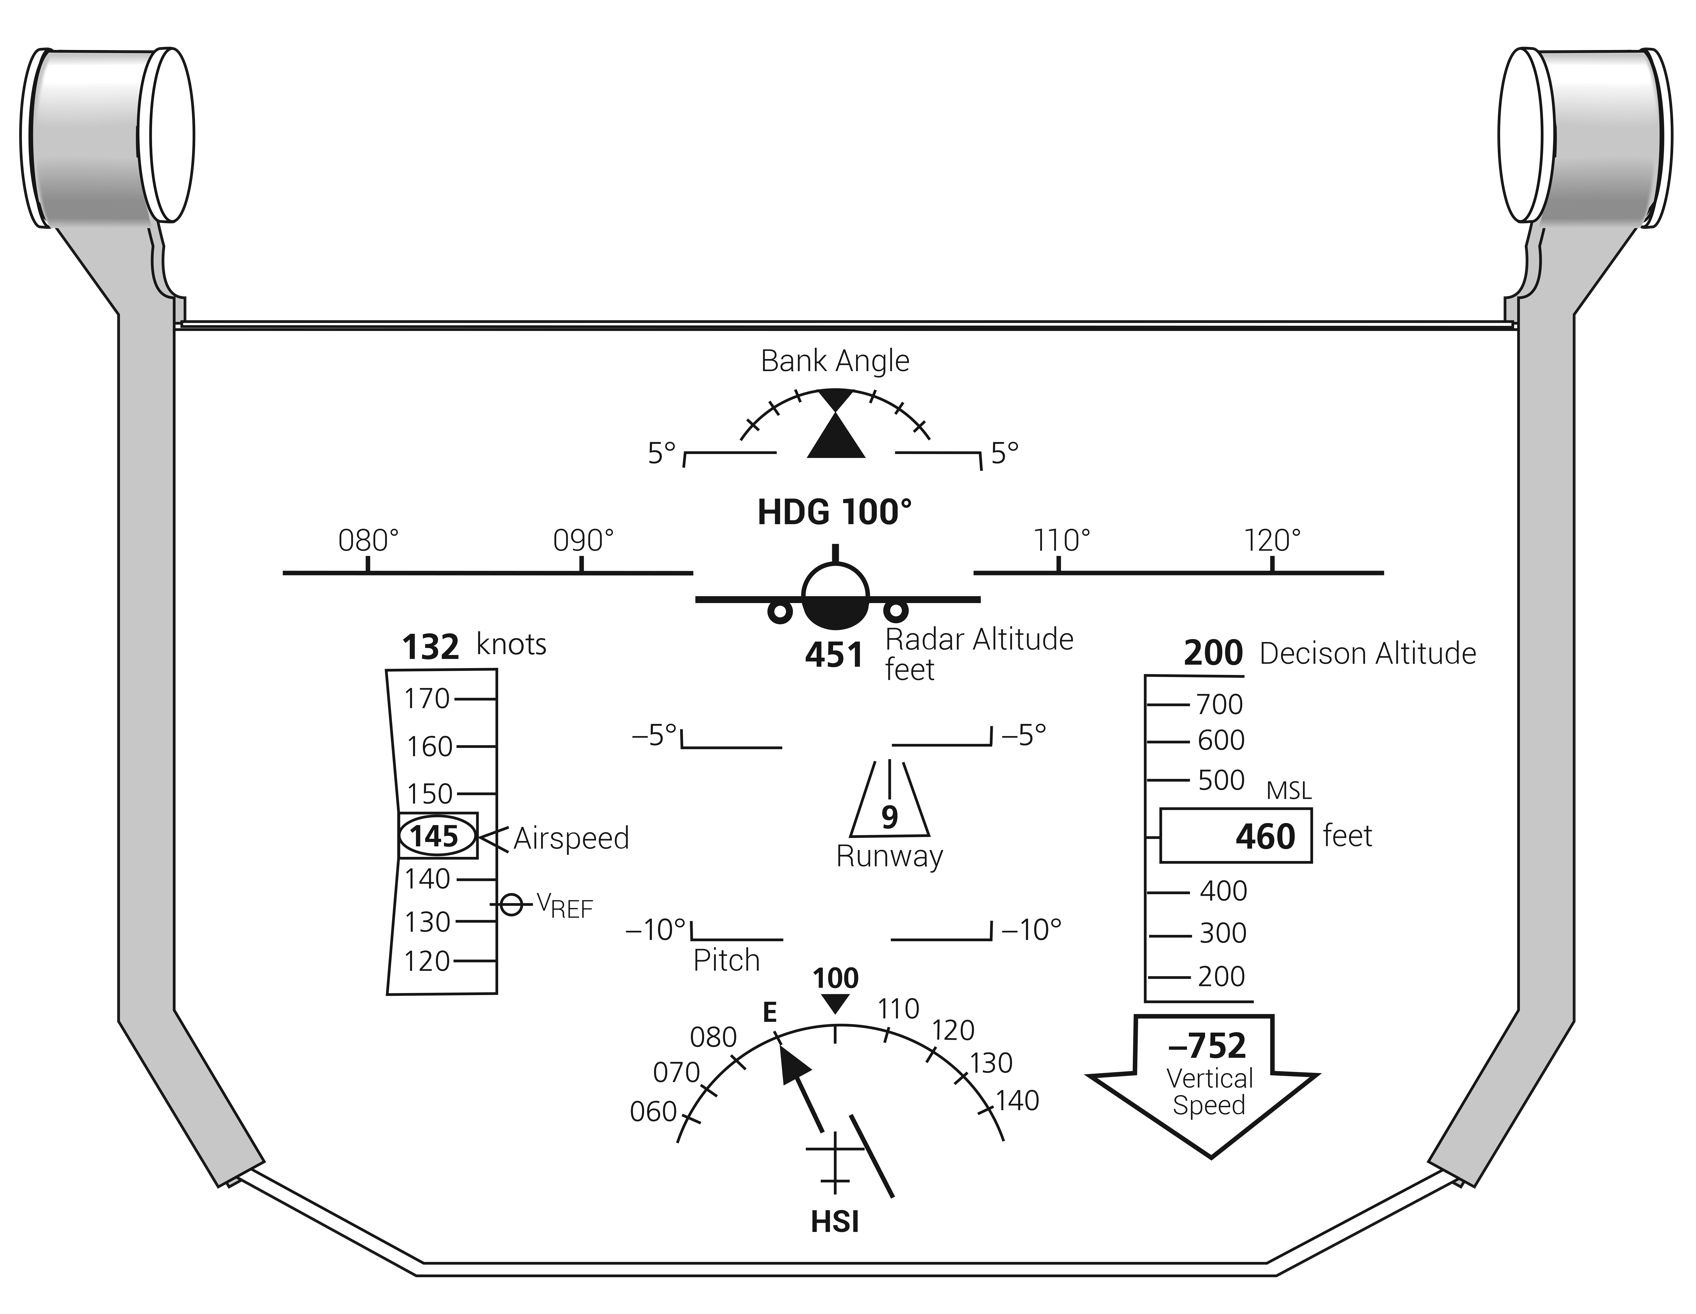 Bank Angle
5° 5°
HDG 100°
080° 090° 110° 120°
132 knots
451 Radar Altitude
feet
200 Decison Altitude
170
160
150
145 Airspeed
140
VREF
130
120
–5° –5°
9
Runway
–10° –10°
Pitch
700
600
500
MSL
460 feet
400
300
200
100
E 110
080 120
070 130
060 140
HSI
–752
Vertical
Speed